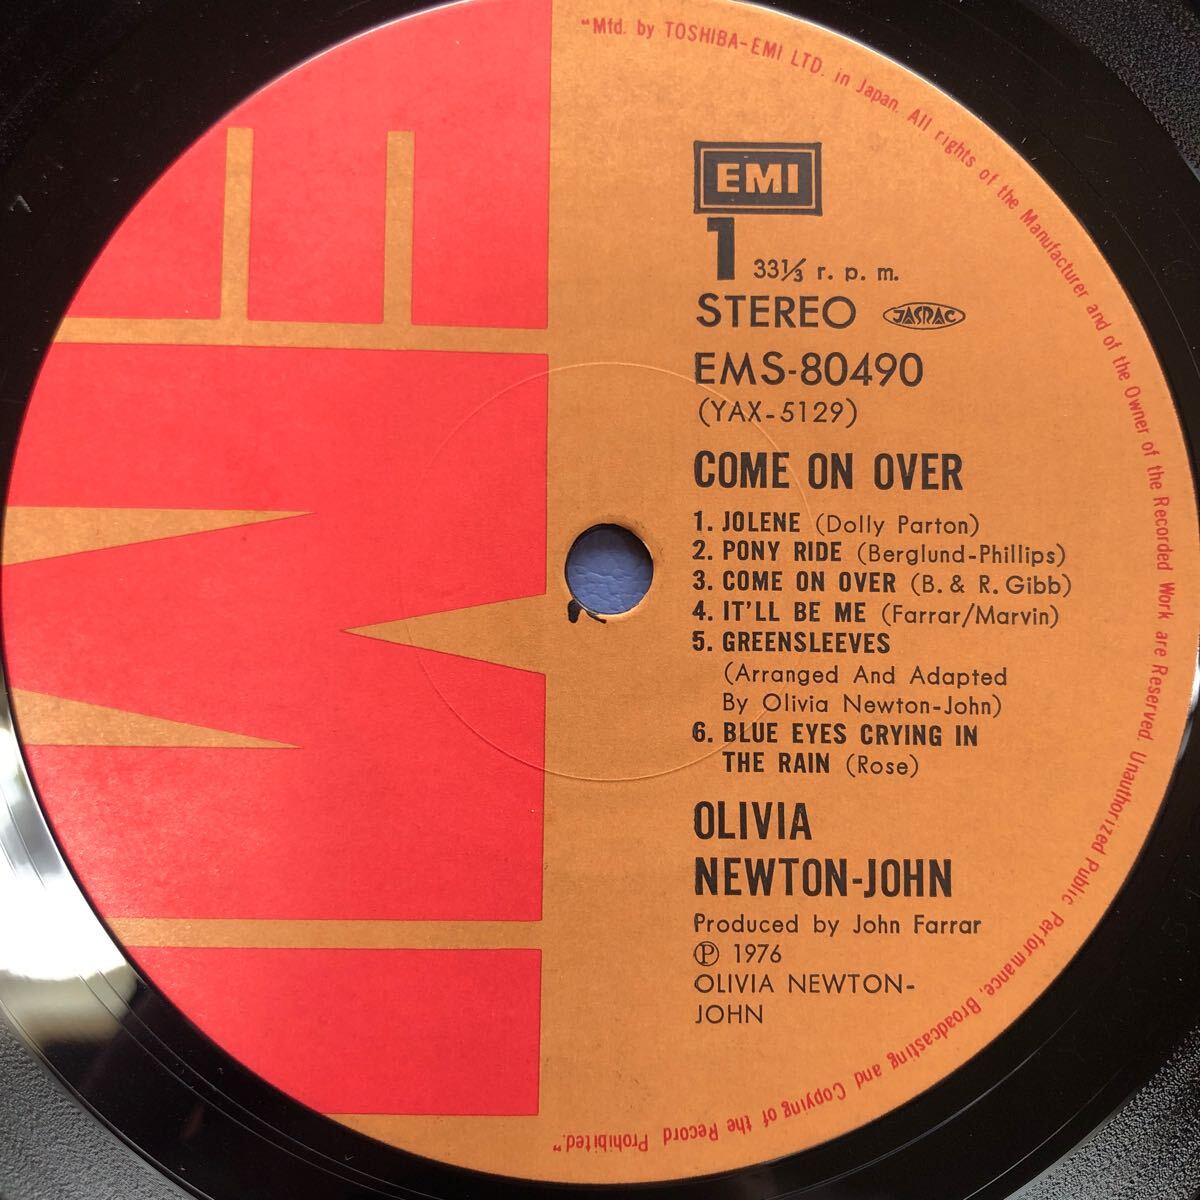 "Mfd. by TOSHIBA-EMI LTD. in Japan. All rights of the Manufacturer and of the Owner of the Recorded Work are Reserved. Unauthorized Public Performance, Broadcasting and Copying of the Record Prohibited."
EMI
1 33⅓ r. p. m.
STEREO JASRAC
EMS-80490
(YAX-5129)
COME ON OVER
1. JOLENE (Dolly Parton)
2. PONY RIDE (Berglund-Phillips)
3. COME ON OVER (B. & R. Gibb)
4. IT'LL BE ME (Farrar/Marvin)
5. GREENSLEEVES
(Arranged And Adapted
By Olivia Newton-John)
6. BLUE EYES CRYING IN
THE RAIN (Rose)
OLIVIA
NEWTON-JOHN
Produced by John Farrar
Ⓟ 1976
OLIVIA NEWTON-
JOHN
EMI